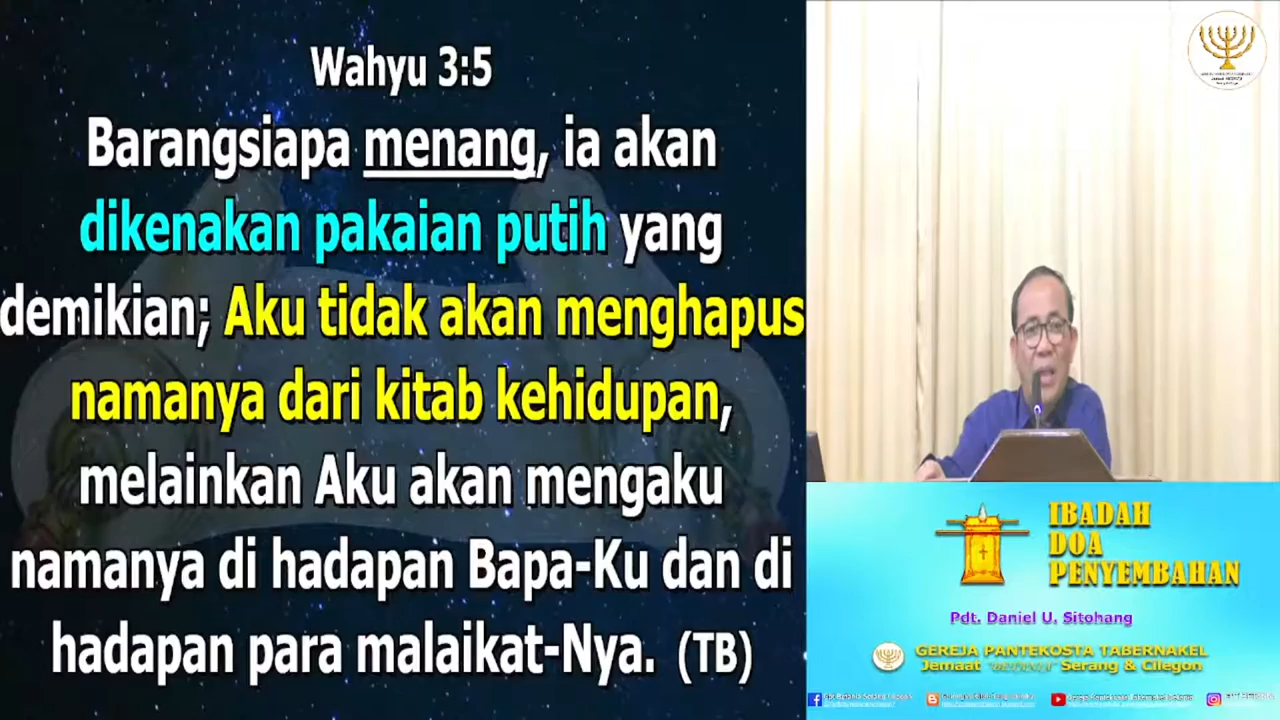 Wahyu 3:5
Barangsiapa menang, ia akan
dikenakan pakaian putih yang
demikian; Aku tidak akan menghapus
namanya dari kitab kehidupan,
melainkan Aku akan mengaku
namanya di hadapan Bapa-Ku dan di
hadapan para malaikat-Nya. (TB)
IBADAH
DOA
PENYEMBAHAN
Pdt. Daniel U. Sitohang
GEREJA PANTEKOSTA TABERNAKEL
Jemaat "BETANIA" Serang & Cilegon